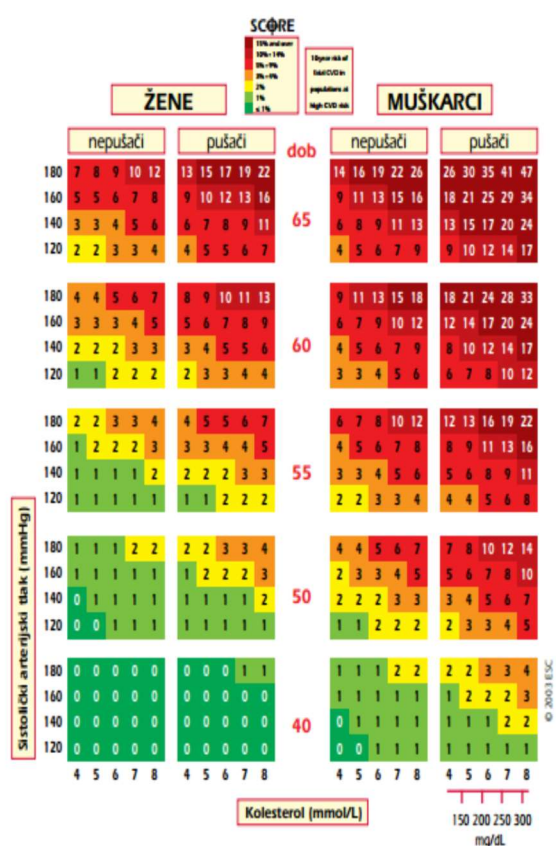 SCORE
15% and over
10% - 14%
5% - 9%
3% - 4%
2%
1%
< 1%
10-year risk of
fatal CVD in
populations at
high CVD risk
ŽENE
MUŠKARCI
nepušači pušači dob nepušači pušači
180 7 8 9 10 12 13 15 17 19 22 14 16 19 22 26 26 30 35 41 47
160 5 5 6 7 8 9 10 12 13 16 9 11 13 15 16 18 21 25 29 34
65
140 3 3 4 5 6 6 7 8 9 11 6 8 9 11 13 13 15 17 20 24
120 2 2 3 3 4 4 5 5 6 7 4 5 6 7 9 9 10 12 14 17
180 4 4 5 6 7 8 9 10 11 13 9 11 13 15 18 18 21 24 28 33
160 3 3 3 4 5 5 6 7 8 9 6 7 9 10 12 12 14 17 20 24
60
140 2 2 2 3 3 3 4 5 5 6 4 5 6 7 9 8 10 12 14 17
120 1 1 2 2 2 2 3 3 4 4 3 3 4 5 6 6 7 8 10 12
180 2 2 3 3 4 4 5 5 6 7 6 7 8 10 12 12 13 16 19 22
160 1 2 2 2 3 3 3 4 4 5 4 5 6 7 8 8 9 11 13 16
55
140 1 1 1 1 2 2 2 2 3 3 3 3 4 5 6 5 6 8 9 11
120 1 1 1 1 1 1 1 2 2 2 2 2 3 3 4 4 4 5 6 8
180 1 1 1 2 2 2 2 3 3 4 4 4 5 6 7 7 8 10 12 14
160 1 1 1 1 1 1 2 2 2 3 2 3 3 4 5 5 6 7 8 10
50
140 0 1 1 1 1 1 1 1 1 2 2 2 2 3 3 3 4 5 6 7
120 0 0 1 1 1 1 1 1 1 1 1 1 2 2 2 2 3 3 4 5
180 0 0 0 0 0 0 0 0 1 1 1 1 1 2 2 2 2 3 3 4
160 0 0 0 0 0 0 0 0 0 0 1 1 1 1 1 1 2 2 2 3
40
140 0 0 0 0 0 0 0 0 0 0 0 1 1 1 1 1 1 1 2 2
120 0 0 0 0 0 0 0 0 0 0 0 0 1 1 1 1 1 1 1 1
4 5 6 7 8 4 5 6 7 8 4 5 6 7 8 4 5 6 7 8
Sistolički arterijski tlak (mmHg)
Kolesterol (mmol/L)
150 200 250 300
mg/dL
© 2003 ESC